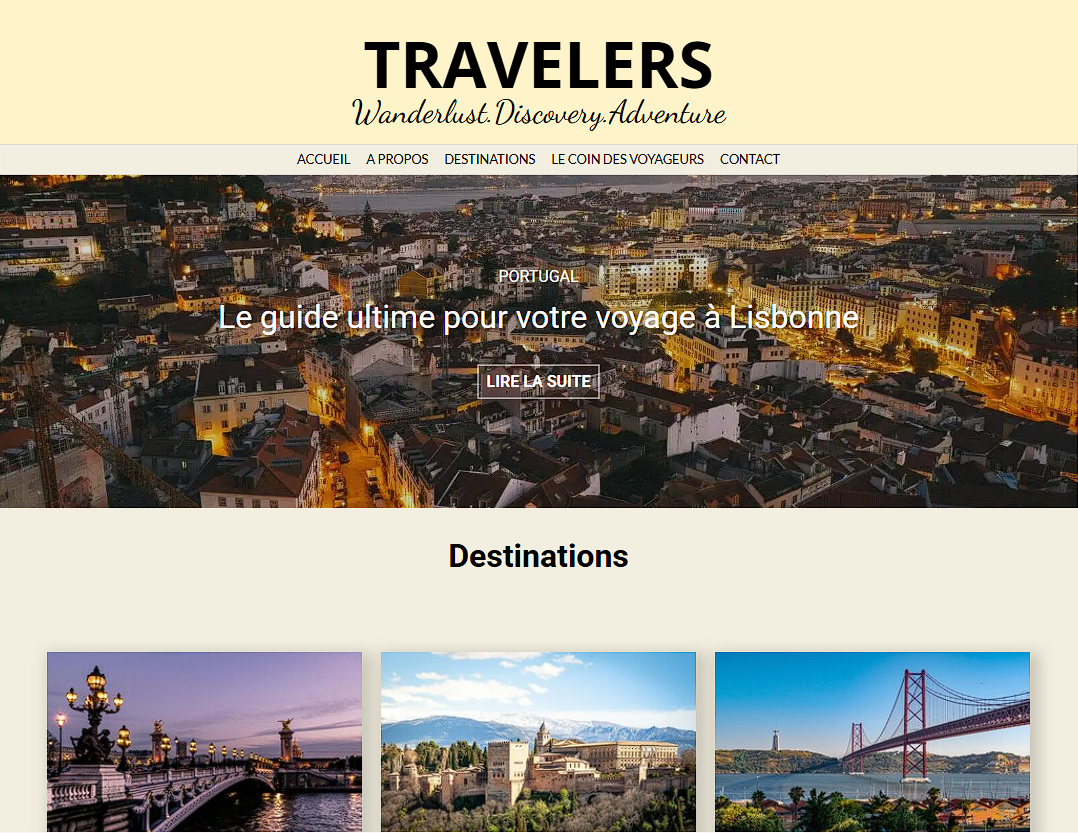 TRAVELERS
Wanderlust.Discovery.Adventure
ACCUEIL A PROPOS DESTINATIONS LE COIN DES VOYAGEURS CONTACT
PORTUGAL
Le guide ultime pour votre voyage à Lisbonne
LIRE LA SUITE
Destinations